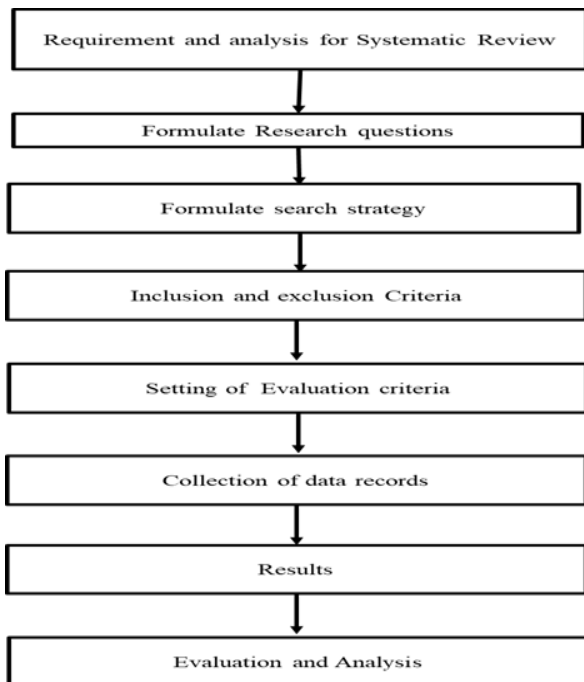 Requirement and analysis for Systematic Review
Formulate Research questions
Formulate search strategy
Inclusion and exclusion Criteria
Setting of Evaluation criteria
Collection of data records
Results
Evaluation and Analysis